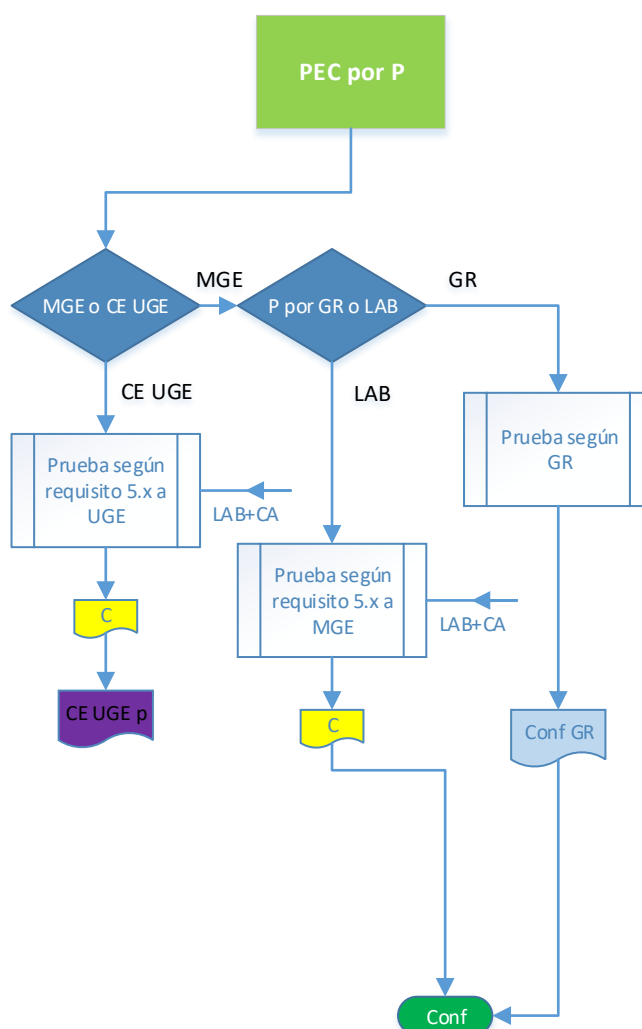 PEC por P
MGE
GR
MGE o CE UGE
P por GR o LAB
CE UGE
LAB
Prueba según
requisito 5.x a
UGE
LAB+CA
Prueba según
GR
Prueba según
requisito 5.x a
MGE
LAB+CA
C
CE UGE p
C
Conf GR
Conf